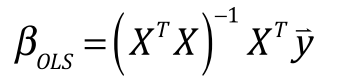 β_OLS = (X^T X)^{-1} X^T y⃗